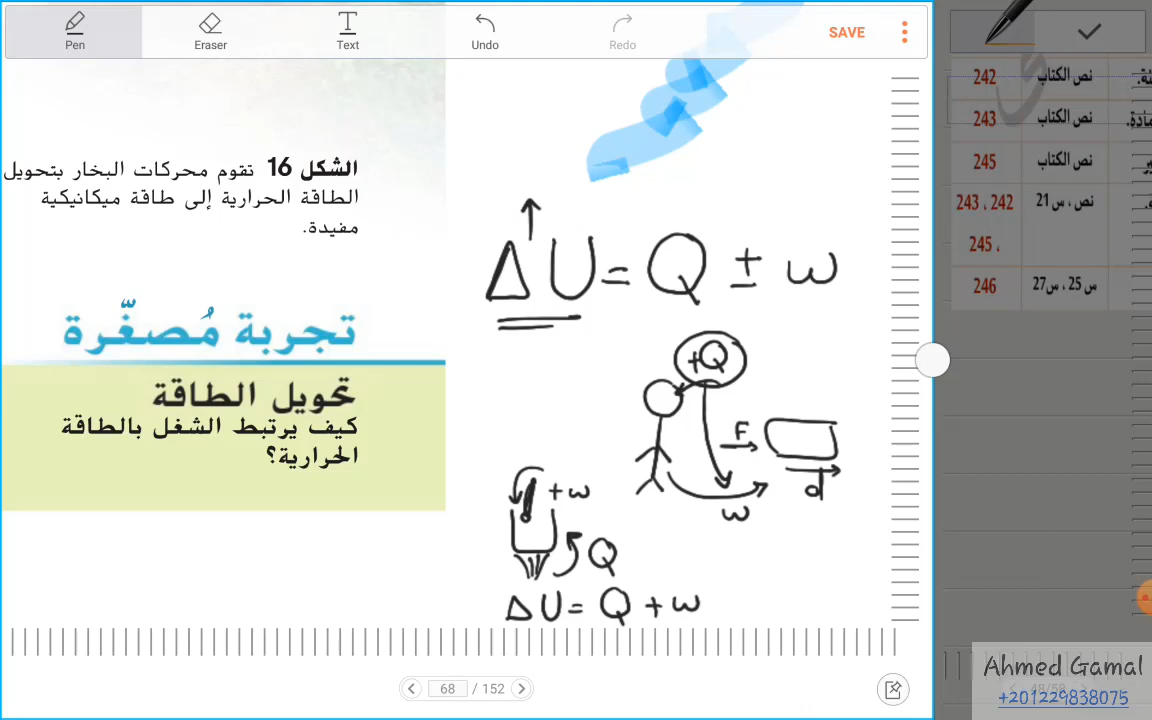 Pen
Eraser
Text
Undo
Redo
SAVE
الشكل 16 تقوم محركات البخار بتحويل
الطاقة الحرارية إلى طاقة ميكانيكية
مفيدة.
تجربة مُصغّرة
تحويل الطاقة
كيف يرتبط الشغل بالطاقة
الحرارية؟
ΔU = Q ± w
+Q
F
d
w
+w
Q
ΔU = Q + w
68 / 152
نص الكتاب 242
نص الكتاب 243
نص الكتاب 245
نص ، س21 242 ، 243
، 245
س 25 ، س27 246
Ahmed Gamal
+201229838075